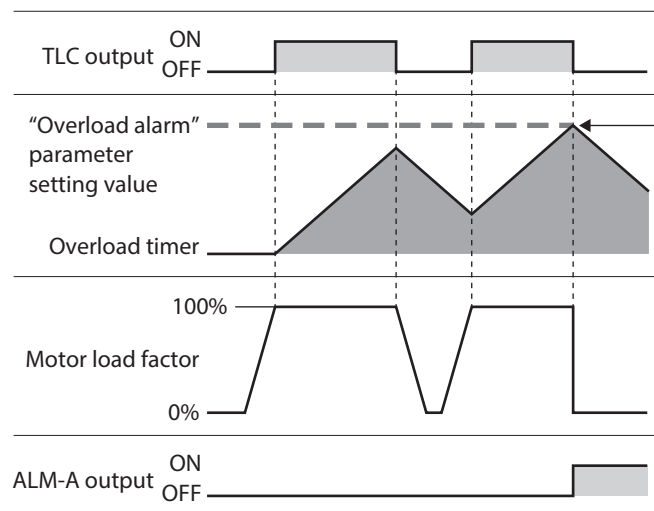 ON
TLC output
OFF
“Overload alarm”
parameter
setting value
Overload timer
100%
Motor load factor
0%
ON
ALM-A output
OFF